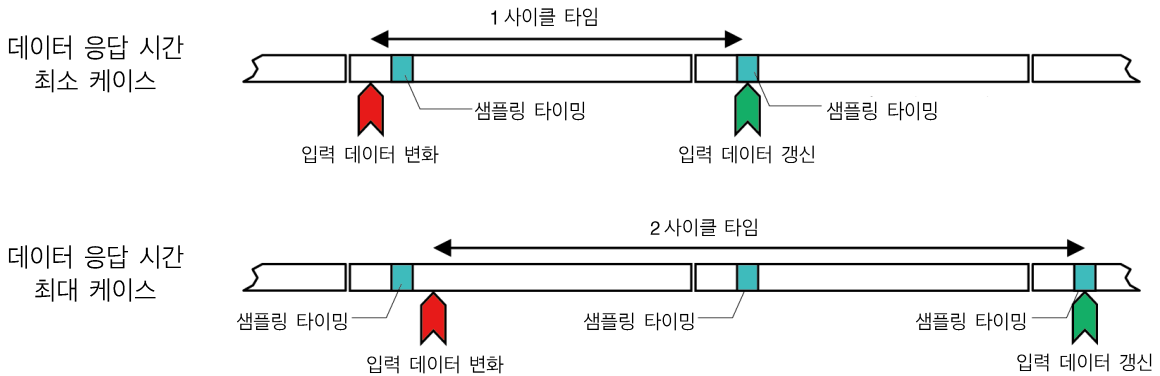 1 사이클 타임
데이터 응답 시간
최소 케이스
샘플링 타이밍
샘플링 타이밍
입력 데이터 변화
입력 데이터 갱신
2 사이클 타임
데이터 응답 시간
최대 케이스
샘플링 타이밍
샘플링 타이밍
샘플링 타이밍
입력 데이터 변화
입력 데이터 갱신